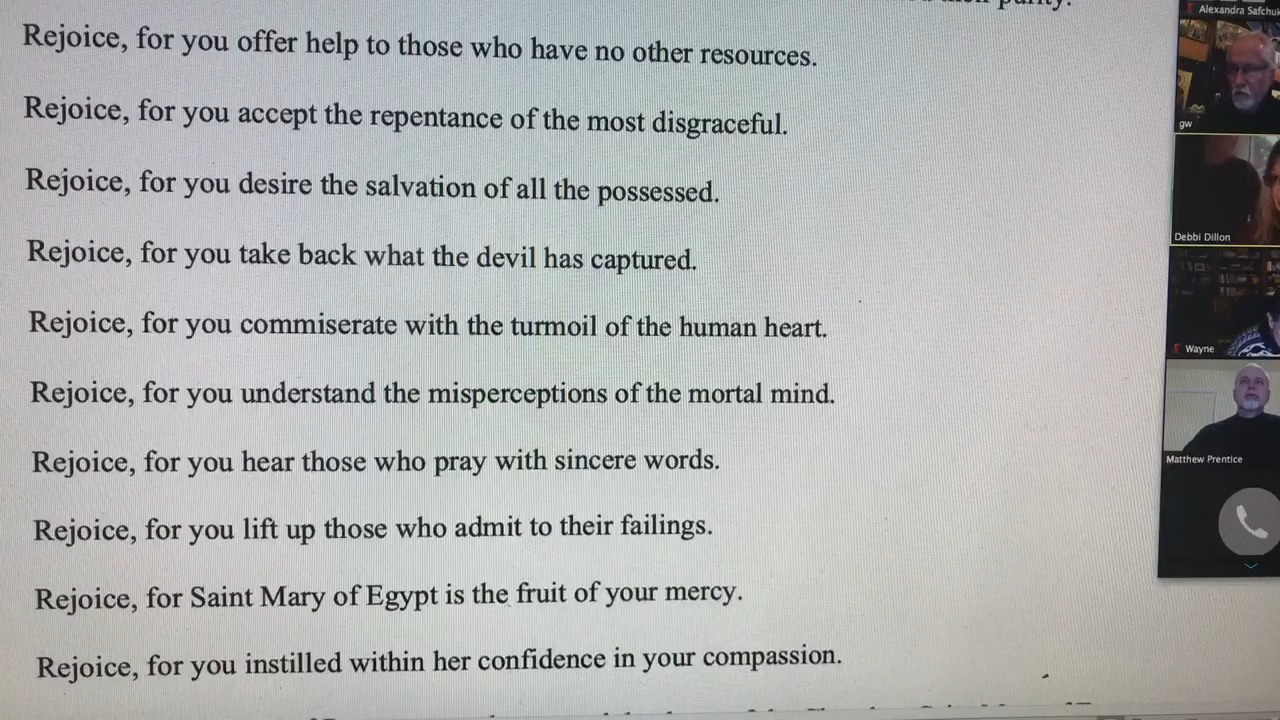 purity.
Rejoice, for you offer help to those who have no other resources.
Rejoice, for you accept the repentance of the most disgraceful.
Rejoice, for you desire the salvation of all the possessed.
Rejoice, for you take back what the devil has captured.
Rejoice, for you commiserate with the turmoil of the human heart.
Rejoice, for you understand the misperceptions of the mortal mind.
Rejoice, for you hear those who pray with sincere words.
Rejoice, for you lift up those who admit to their failings.
Rejoice, for Saint Mary of Egypt is the fruit of your mercy.
Rejoice, for you instilled within her confidence in your compassion.
Alexandra Safchuk
gw
Debbi Dillon
Wayne
Matthew Prentice